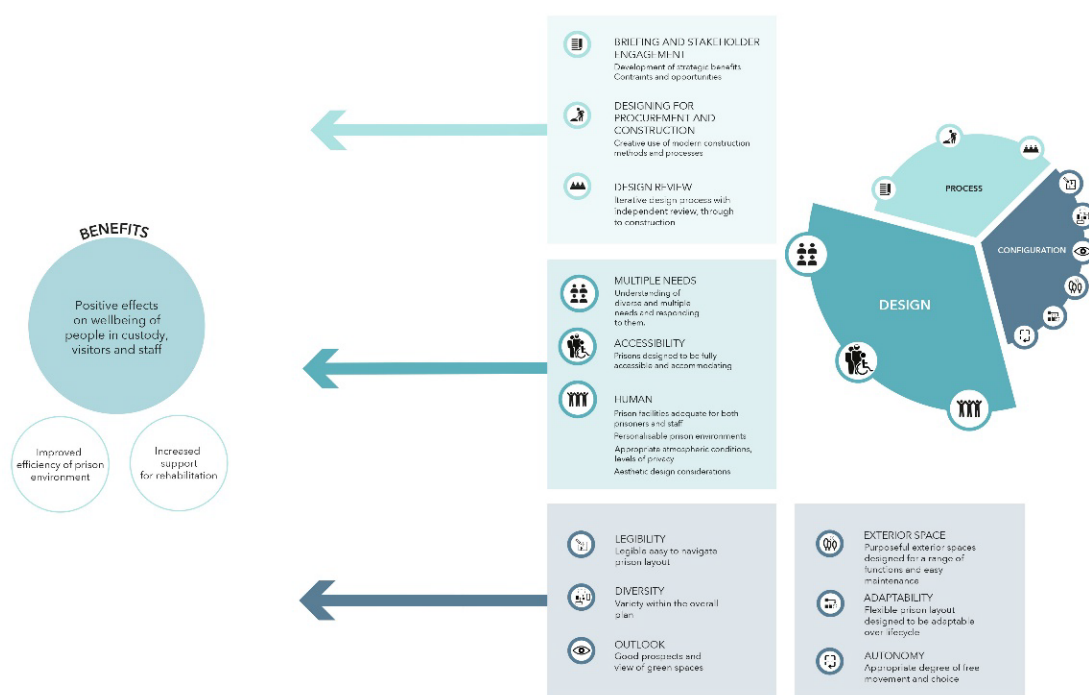 BENEFITS
Positive effects
on wellbeing of
people in custody,
visitors and staff
Improved
efficiency of prison
environment
Increased
support
for rehabilitation
BRIEFING AND STAKEHOLDER
ENGAGEMENT
Development of strategic benefits
Contraints and opportunities
DESIGNING FOR
PROCUREMENT AND
CONSTRUCTION
Creative use of modern construction
methods and processes
DESIGN REVIEW
Iterative design process with
independent review, through
to construction
MULTIPLE NEEDS
Understanding of
diverse and multiple
needs and responding
to them.
ACCESSIBILITY
Prisons designed to be fully
accessible and accommodating
HUMAN
Prison facilities adequate for both
prisoners and staff
Personalisable prison environments
Appropriate atmospheric conditions,
levels of privacy
Aesthetic design considerations
LEGIBILITY
Legible easy to navigate
prison layout
DIVERSITY
Variety within the overall
plan
OUTLOOK
Good prospects and
view of green spaces
EXTERIOR SPACE
Purposeful exterior spaces
designed for a range of
functions and easy
maintenance
ADAPTABILITY
Flexible prison layout
designed to be adaptable
over lifecycle
AUTONOMY
Appropriate degree of free
movement and choice
PROCESS
CONFIGURATION
DESIGN